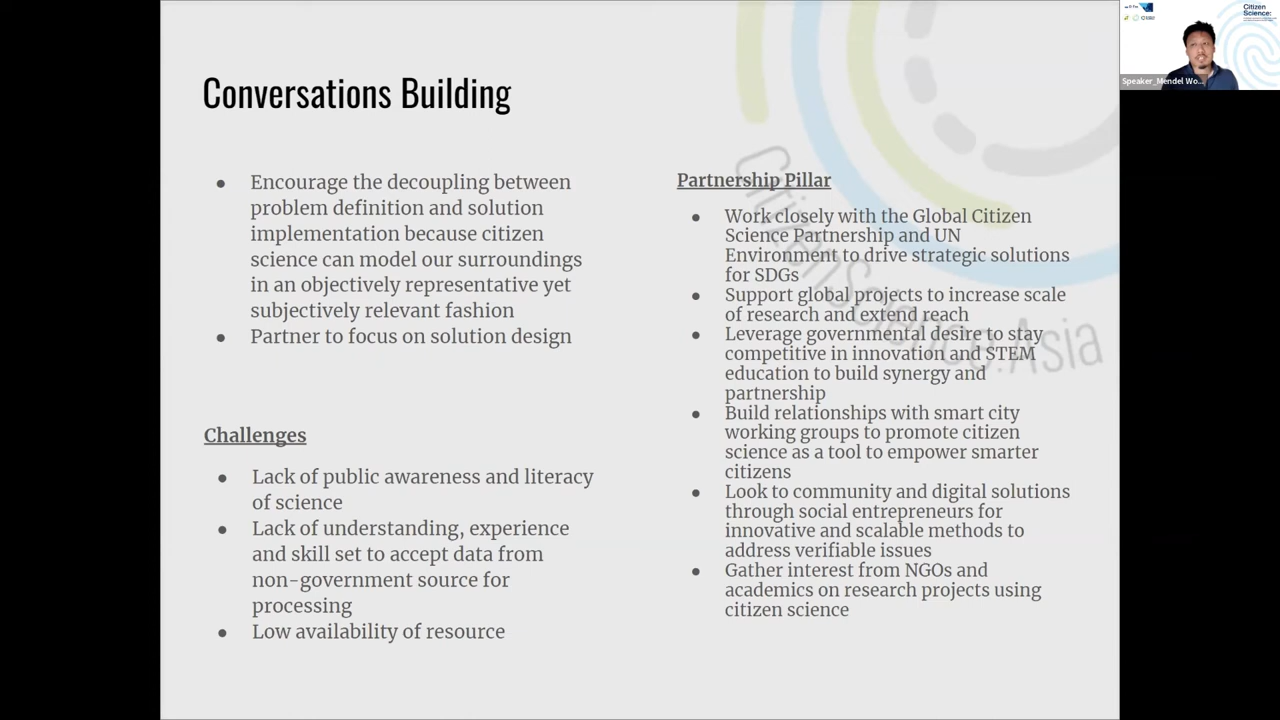 Conversations Building
Encourage the decoupling between
problem definition and solution
implementation because citizen
science can model our surroundings
in an objectively representative yet
subjectively relevant fashion
Partner to focus on solution design
Challenges
Lack of public awareness and literacy
of science
Lack of understanding, experience
and skill set to accept data from
non-government source for
processing
Low availability of resource
Partnership Pillar
Work closely with the Global Citizen
Science Partnership and UN
Environment to drive strategic solutions
for SDGs
Support global projects to increase scale
of research and extend reach
Leverage governmental desire to stay
competitive in innovation and STEM
education to build synergy and
partnership
Build relationships with smart city
working groups to promote citizen
science as a tool to empower smarter
citizens
Look to community and digital solutions
through social entrepreneurs for
innovative and scalable methods to
address verifiable issues
Gather interest from NGOs and
academics on research projects using
citizen science
CitizenScience.Asia
Citizen
Science:
Speaker_Mendel Wo...